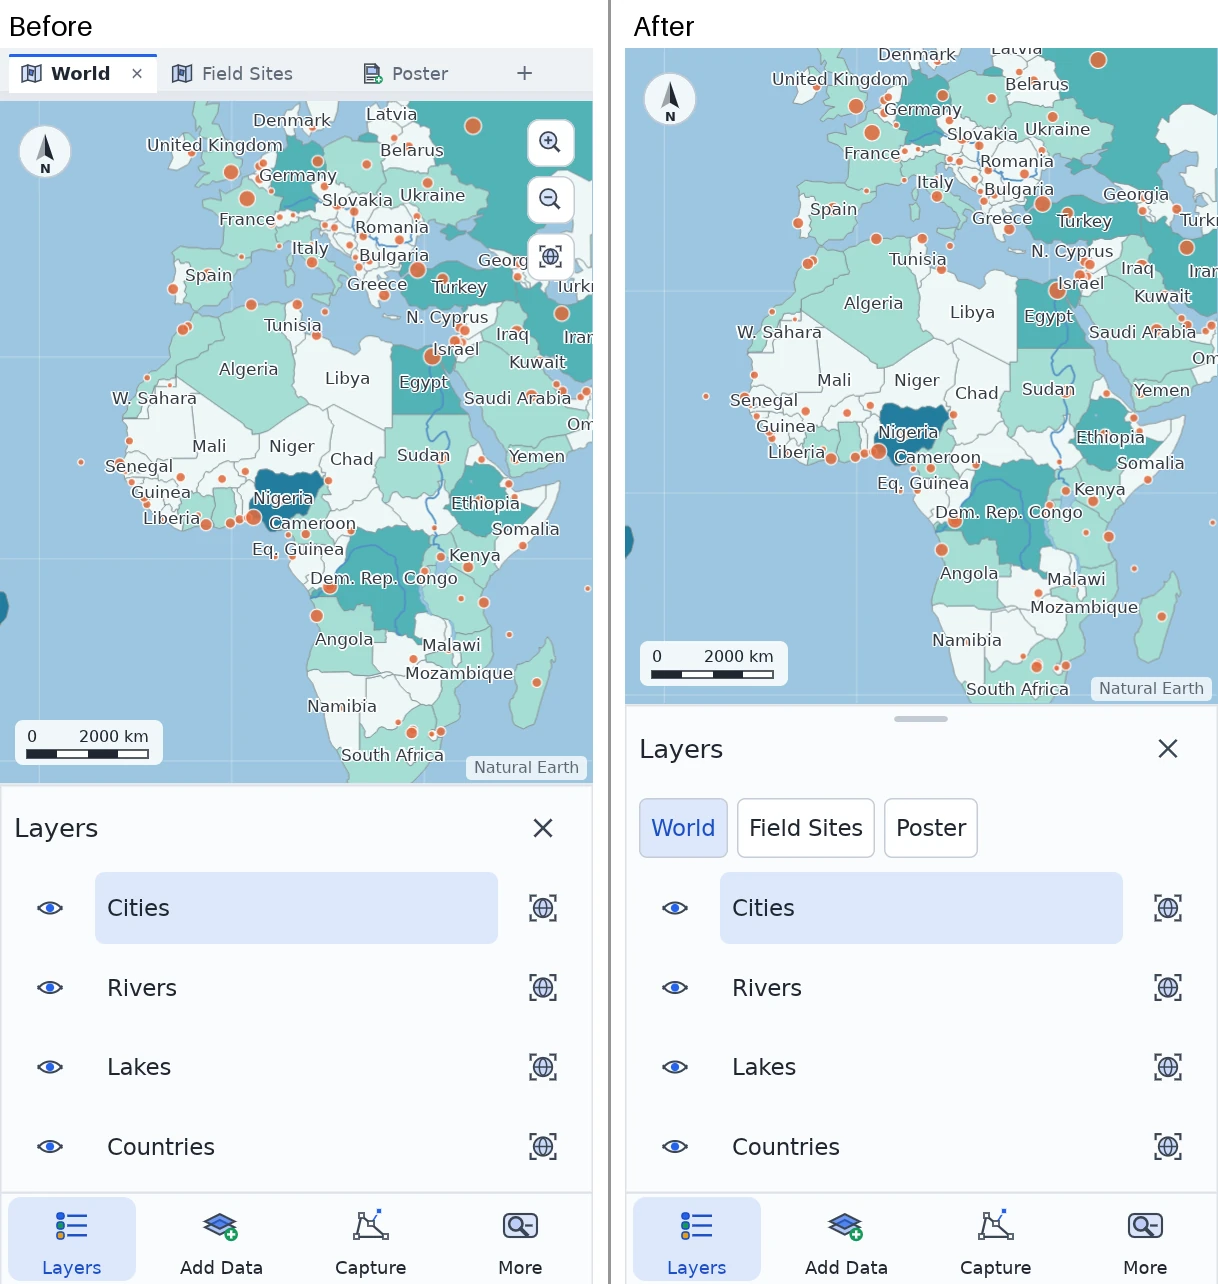 Before
World × Field Sites Poster +
Denmark
Latvia
United Kingdom
Belarus
Germany
Slovakia
Ukraine
France
Romania
Italy
Bulgaria
Georg
Spain
Greece
Turkey
Turki
N. Cyprus
Tunisia
Iraq
Iran
Israel
Kuwait
Algeria
Libya
Egypt
W. Sahara
Saudi Arabia
Om
Mali
Niger
Chad
Sudan
Yemen
Senegal
Guinea
Nigeria
Ethiopia
Liberia
Cameroon
Somalia
Eq. Guinea
Kenya
Dem. Rep. Congo
Angola
Malawi
Mozambique
Namibia
South Africa
N
0 2000 km
Natural Earth
Layers
Cities
Rivers
Lakes
Countries
Layers
Add Data
Capture
More
After
Denmark
Latvia
United Kingdom
Belarus
Germany
Slovakia
Ukraine
France
Romania
Italy
Bulgaria
Georgia
Spain
Greece
Turkey
Turk
N. Cyprus
Tunisia
Iraq
Iran
Israel
Kuwait
Algeria
Libya
Egypt
W. Sahara
Saudi Arabia
Om
Mali
Niger
Chad
Sudan
Yemen
Senegal
Guinea
Nigeria
Ethiopia
Liberia
Cameroon
Somalia
Eq. Guinea
Kenya
Dem. Rep. Congo
Angola
Malawi
Mozambique
Namibia
South Africa
N
0 2000 km
Natural Earth
Layers
World
Field Sites
Poster
Cities
Rivers
Lakes
Countries
Layers
Add Data
Capture
More